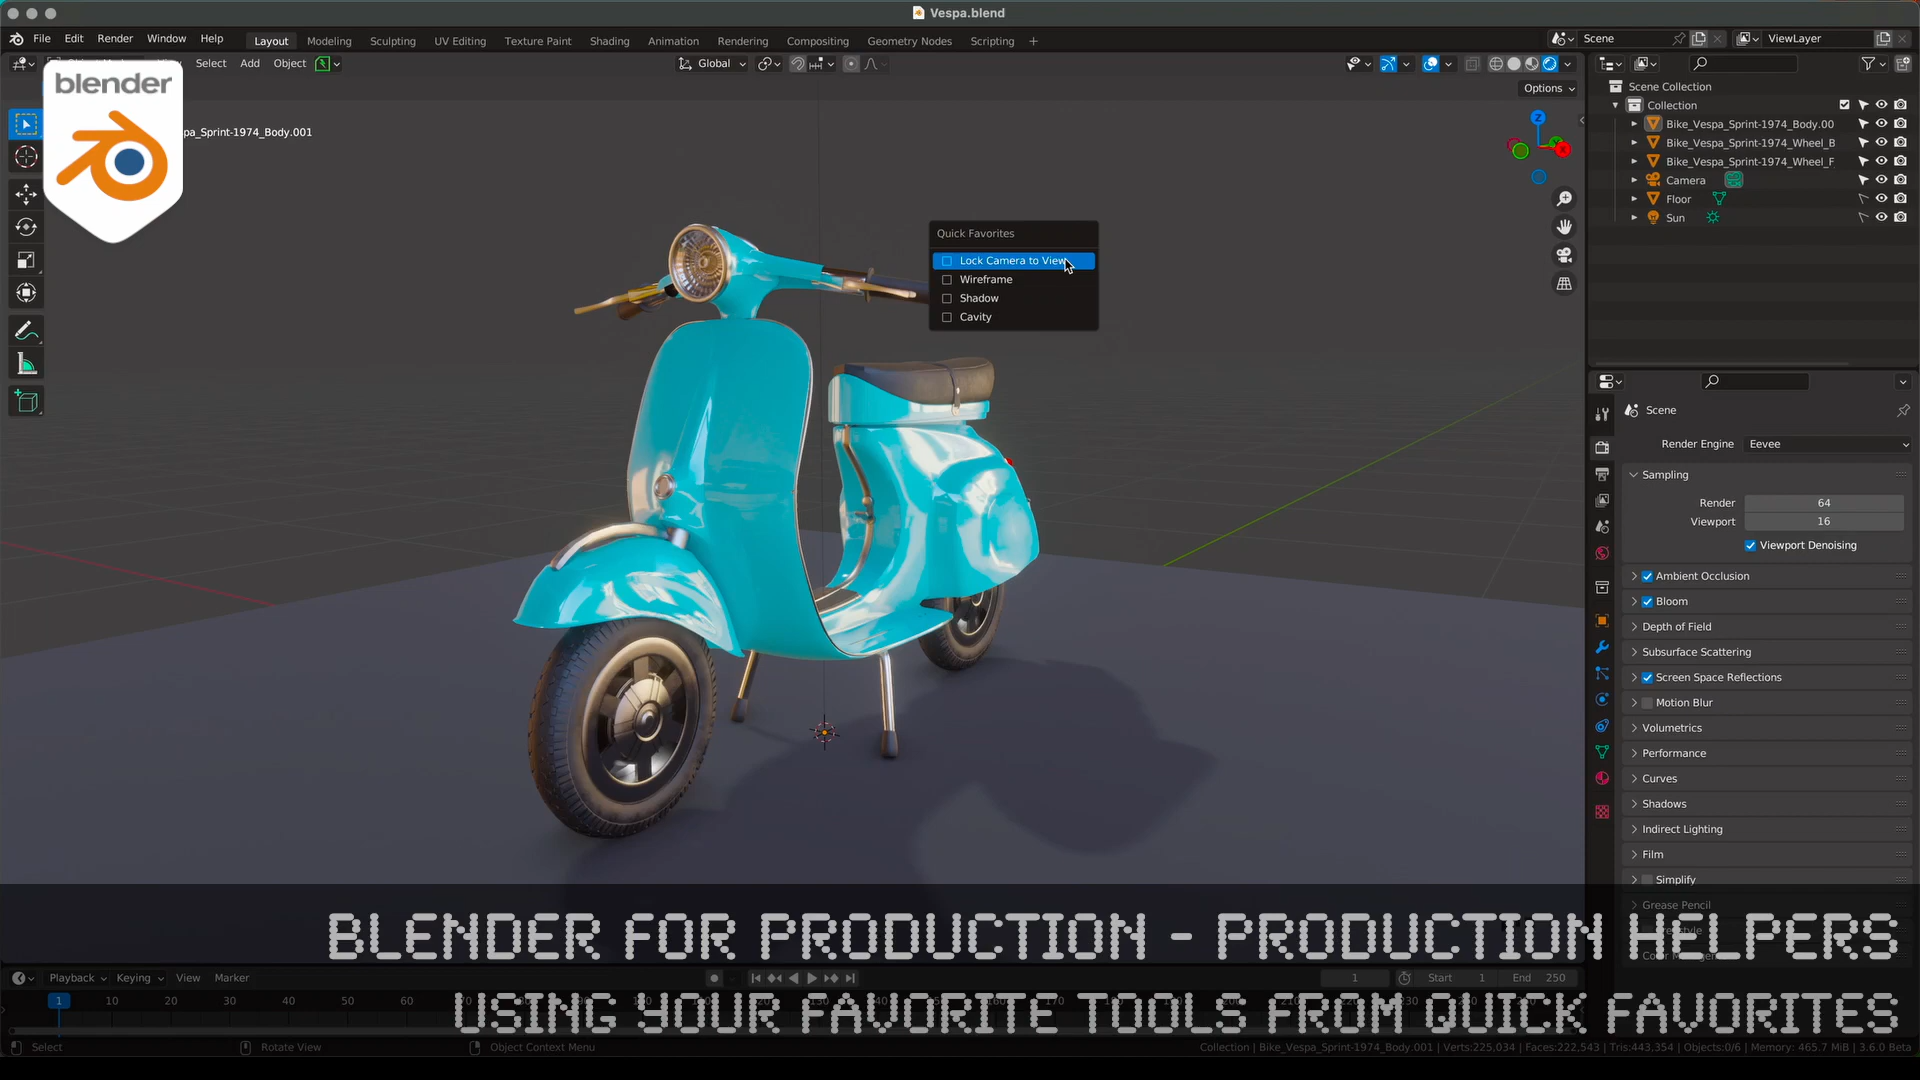 Vespa.blend
File Edit Render Window Help Layout Modeling Sculpting UV Editing Texture Paint Shading Animation Rendering Compositing Geometry Nodes Scripting + Scene ViewLayer
Select Add Object Global
blender
Options
pa_Sprint-1974_Body.001
Scene Collection
Collection
Bike_Vespa_Sprint-1974_Body.00
Bike_Vespa_Sprint-1974_Wheel_B
Bike_Vespa_Sprint-1974_Wheel_F
Camera
Floor
Sun
Z
X
Quick Favorites
Lock Camera to View
Wireframe
Shadow
Cavity
Scene
Render Engine Eevee
Sampling
Render 64
Viewport 16
Viewport Denoising
Ambient Occlusion
Bloom
Depth of Field
Subsurface Scattering
Screen Space Reflections
Motion Blur
Volumetrics
Performance
Curves
Shadows
Indirect Lighting
Film
Simplify
Grease Pencil
BLENDER FOR PRODUCTION - PRODUCTION HELPERS
Playback Keying View Marker 1 Start 1 End 250
1 10 20 30 40 50 60
USING YOUR FAVORITE TOOLS FROM QUICK FAVORITES
Select Rotate View Object Context Menu Collection | Bike_Vespa_Sprint-1974_Body.001 | Verts:225,034 | Faces:222,543 | Tris:443,354 | Objects:0/6 | Memory: 465.7 MiB | 3.6.0 Beta